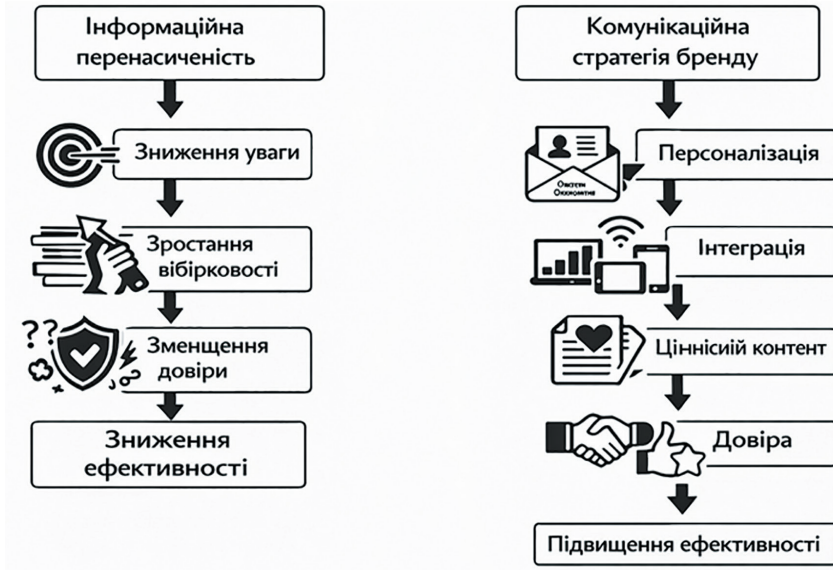 Інформаційна
перенасиченість
Зниження уваги
Зростання
вібірковості
??
Зменщення
довіри
Зниження
ефективності
Комунікаційна
стратегія бренду
Персоналізація
Інтеграція
Ціннісиій контент
Довіра
Підвищення ефективності